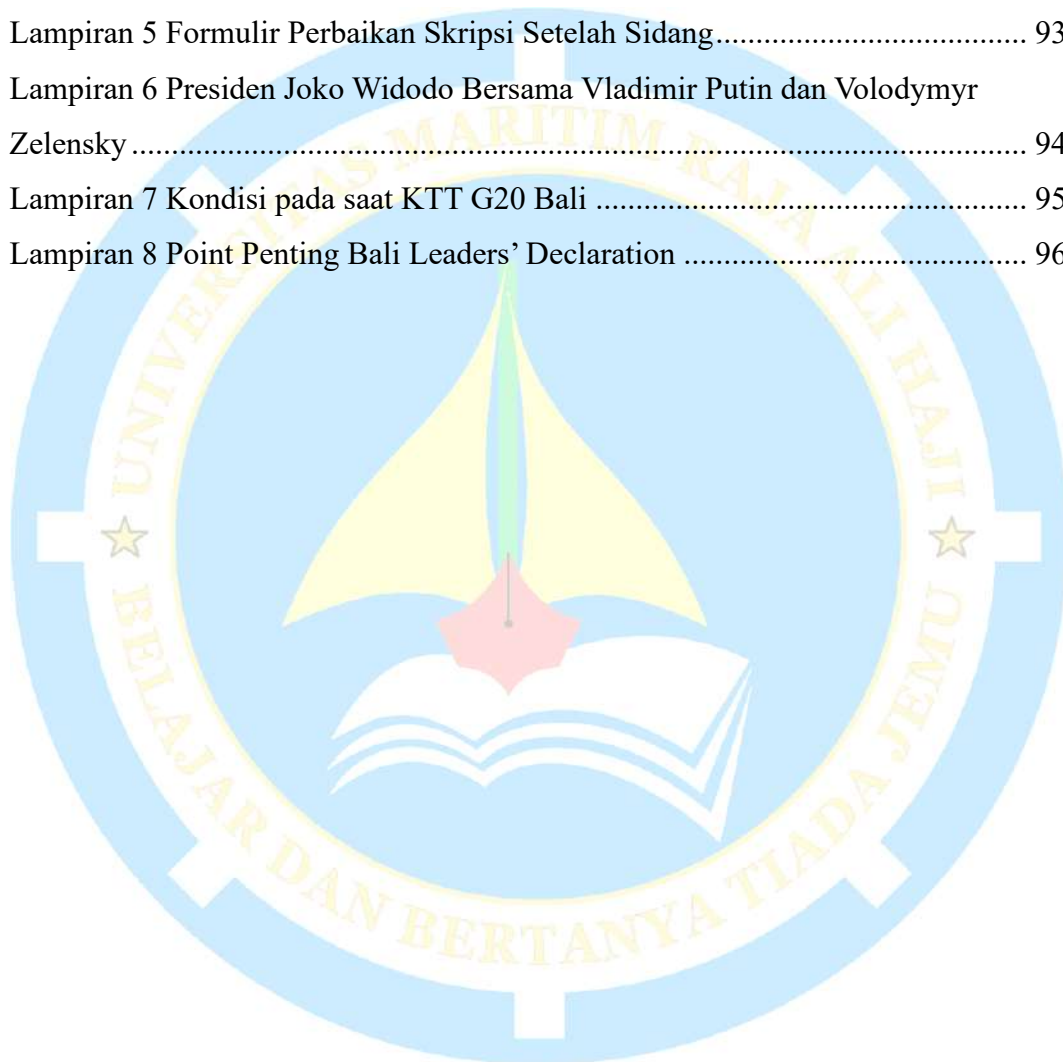 Lampiran 5 Formulir Perbaikan Skripsi Setelah Sidang................................... 93
Lampiran 6 Presiden Joko Widodo Bersama Vladimir Putin dan Volodymyr
Zelensky.................................................................................................... 94
Lampiran 7 Kondisi pada saat KTT G20 Bali ................................................ 95
Lampiran 8 Point Penting Bali Leaders’ Declaration ...................................... 96
UNIVERSITAS MARITIM RAJA ALI HAJI
BELAJAR DAN BERTANYA TIADA JEMU